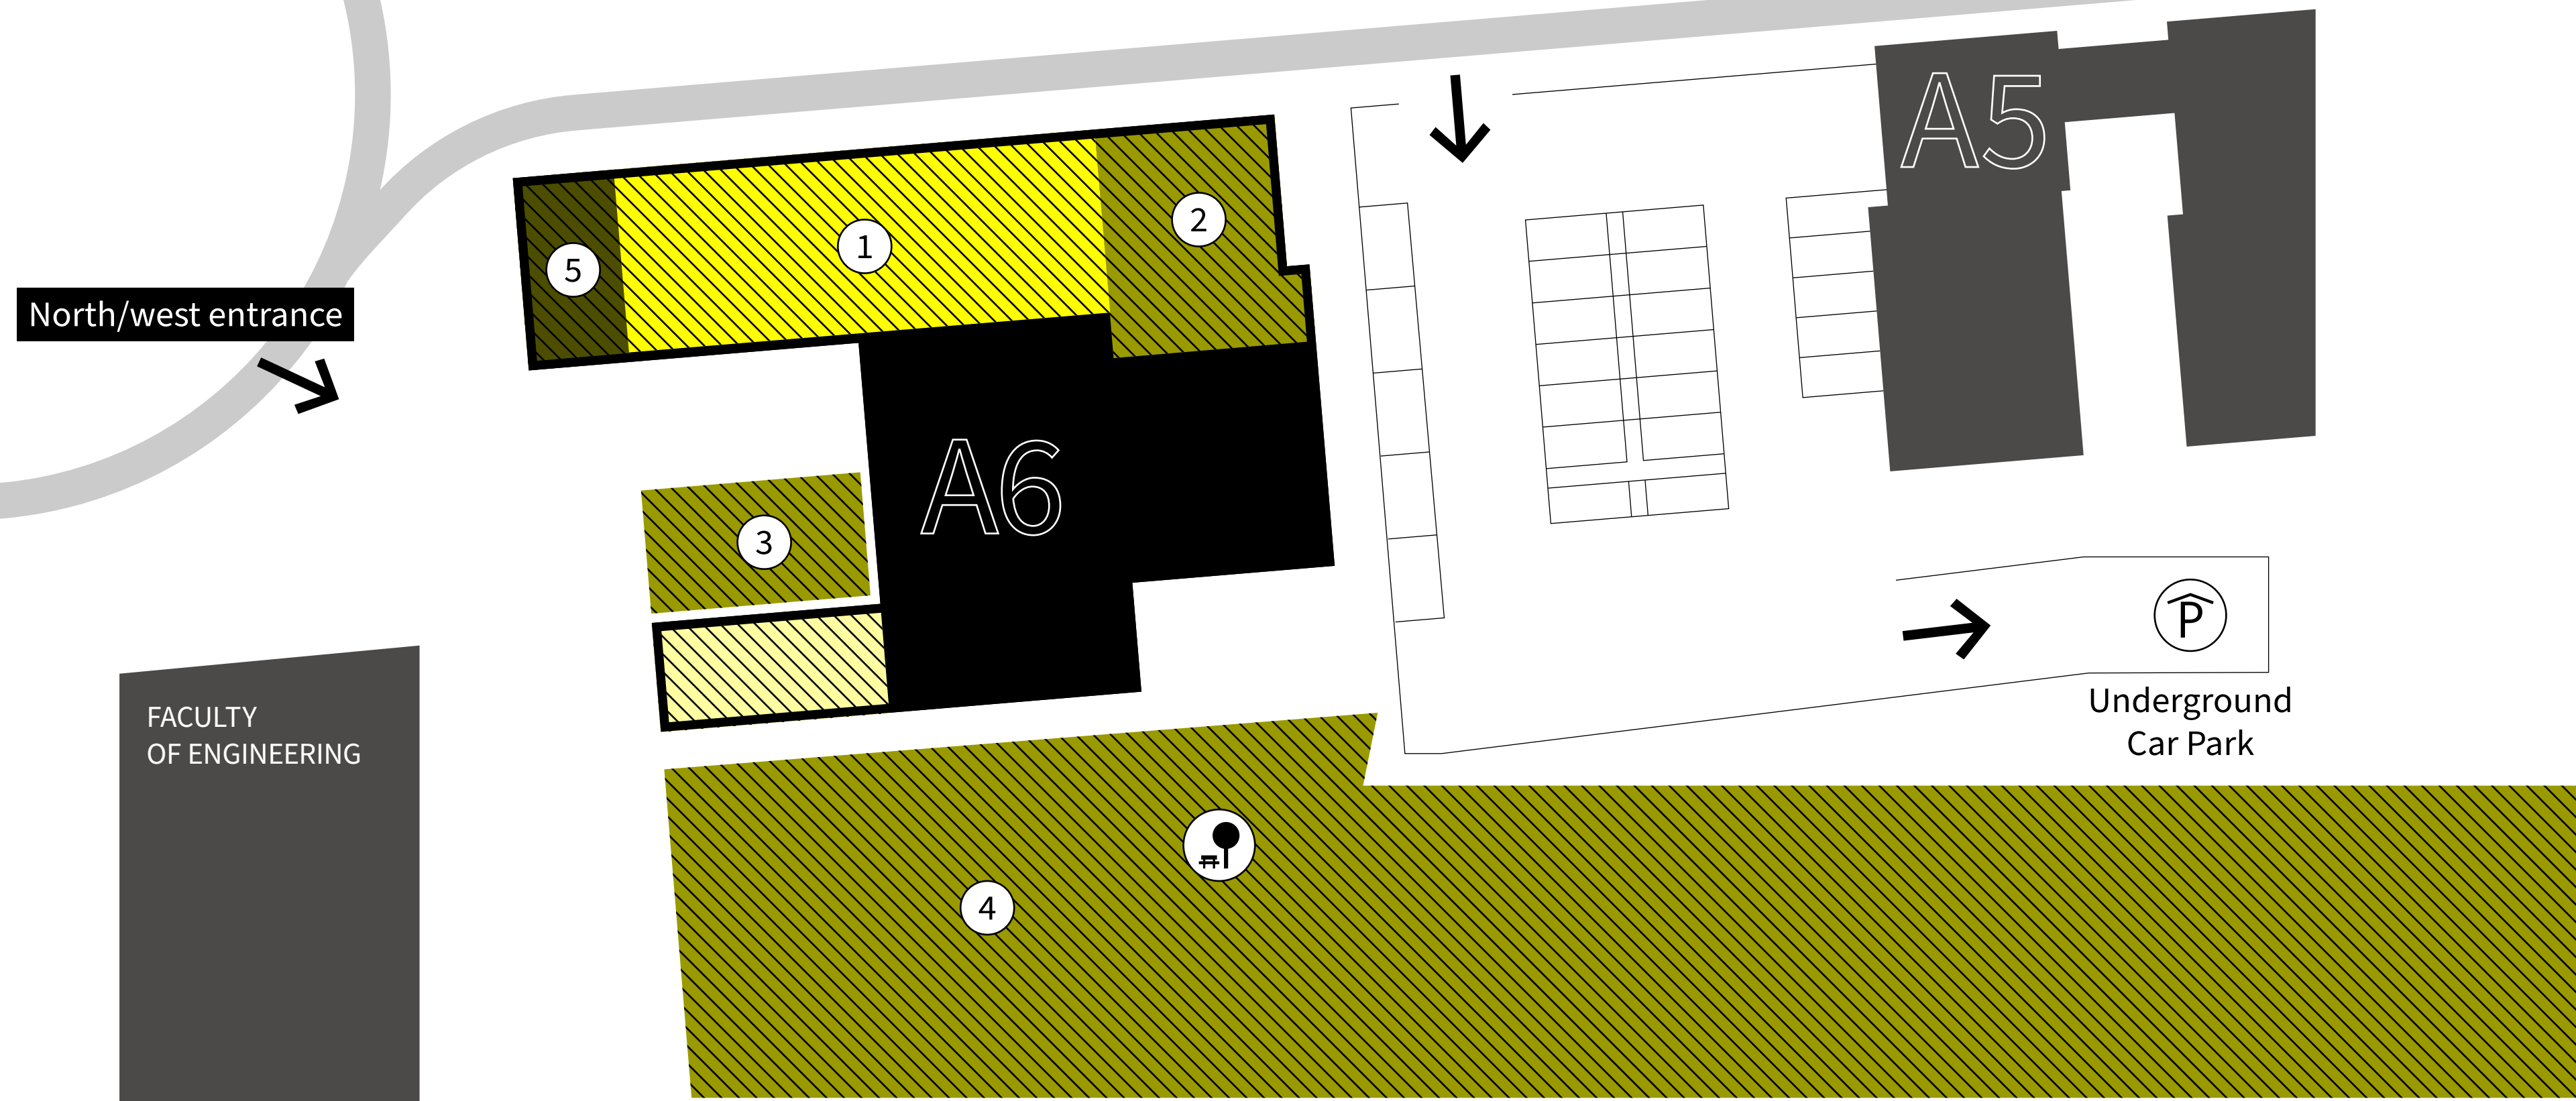 A5
2
1
5
North/west entrance
A6
3
P
Underground
Car Park
FACULTY
OF ENGINEERING
4